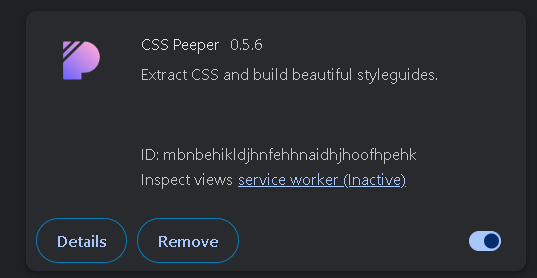 CSS Peeper 0.5.6
Extract CSS and build beautiful styleguides.
ID: mbnbehikldjhnfehhnaidhjhoofhpehk
Inspect views service worker (Inactive)
Details Remove